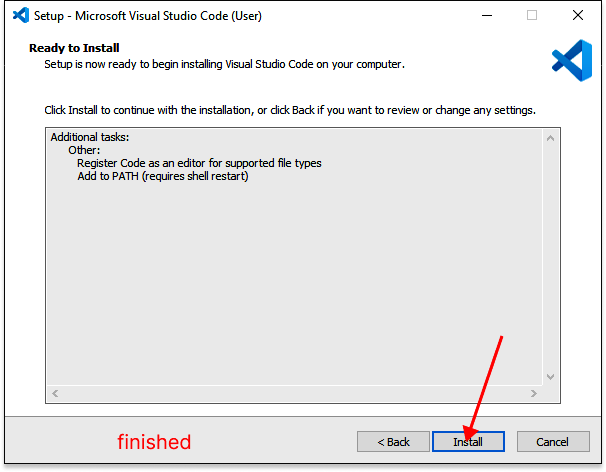 Setup - Microsoft Visual Studio Code (User)
Ready to Install
Setup is now ready to begin installing Visual Studio Code on your computer.
Click Install to continue with the installation, or click Back if you want to review or change any settings.
Additional tasks:
Other:
Register Code as an editor for supported file types
Add to PATH (requires shell restart)
finished
< Back
Install
Cancel